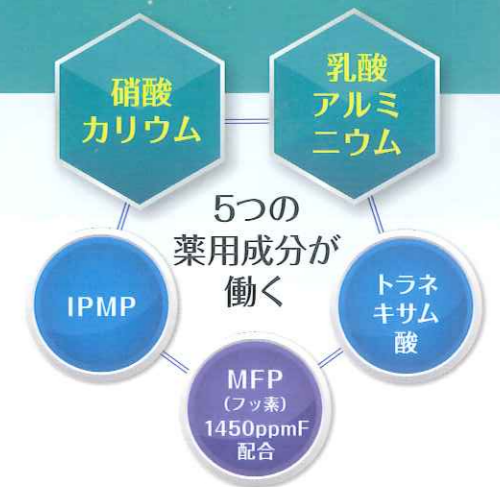 硝酸
カリウム
乳酸
アルミ
ニウム
5つの
薬用成分が
働く
IPMP
トラネ
キサム
酸
MFP
(フッ素)
1450ppmF
配合